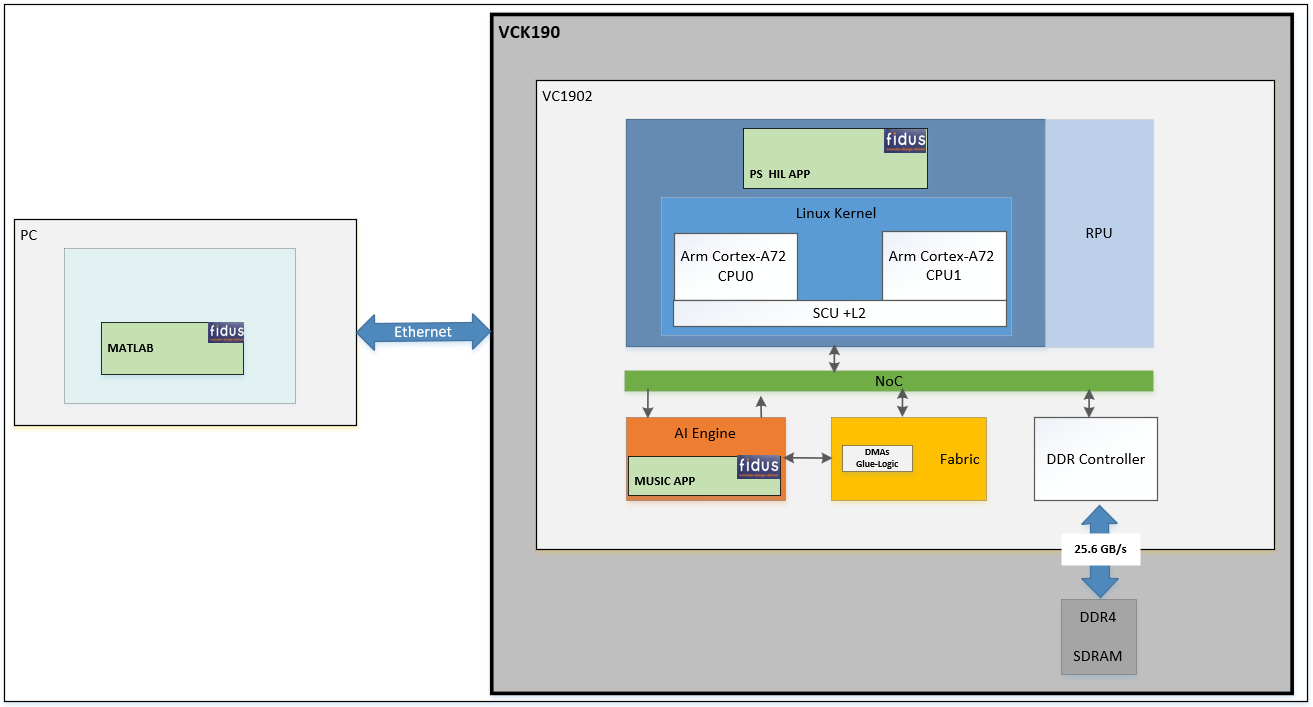 VCK190
VC1902
fidus
PS HIL APP
Linux Kernel
Arm Cortex-A72
CPU0
Arm Cortex-A72
CPU1
SCU +L2
RPU
PC
fidus
MATLAB
Ethernet
NoC
AI Engine
fidus
MUSIC APP
DMAs
Glue-Logic
Fabric
DDR Controller
25.6 GB/s
DDR4
SDRAM